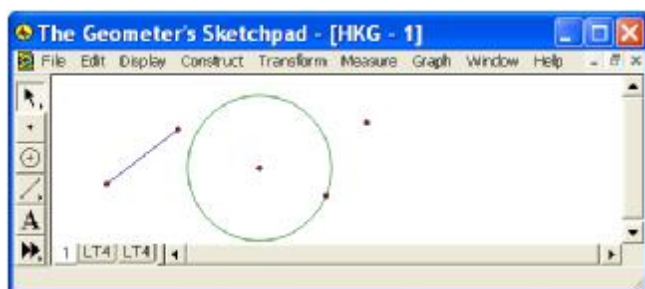 The Geometer's Sketchpad - [HKG - 1]
File Edit Display Construct Transform Measure Graph Window Help
A
1 LT4 LT4